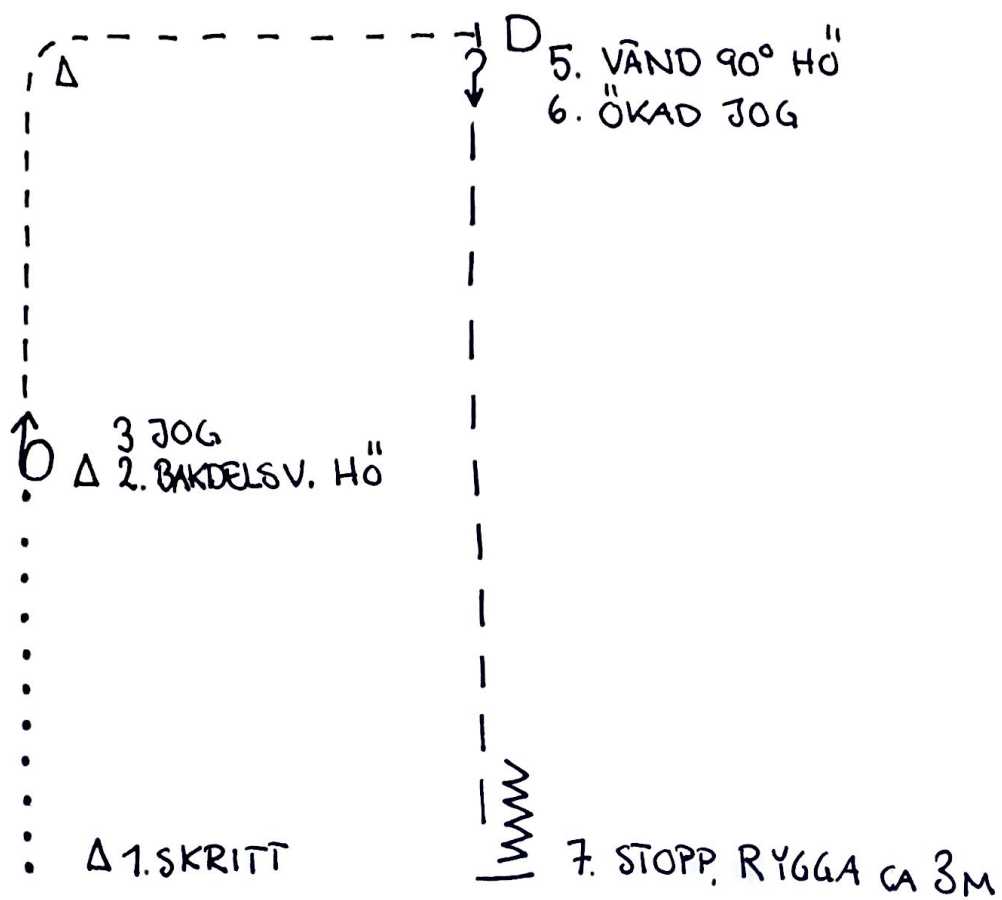 D
5. VÄND 90° HÖ
6. ÖKAD JOG
3 JOG
2. BAKDELSV. HÖ
1. SKRITT
7. STOPP, RYGGA CA 3M